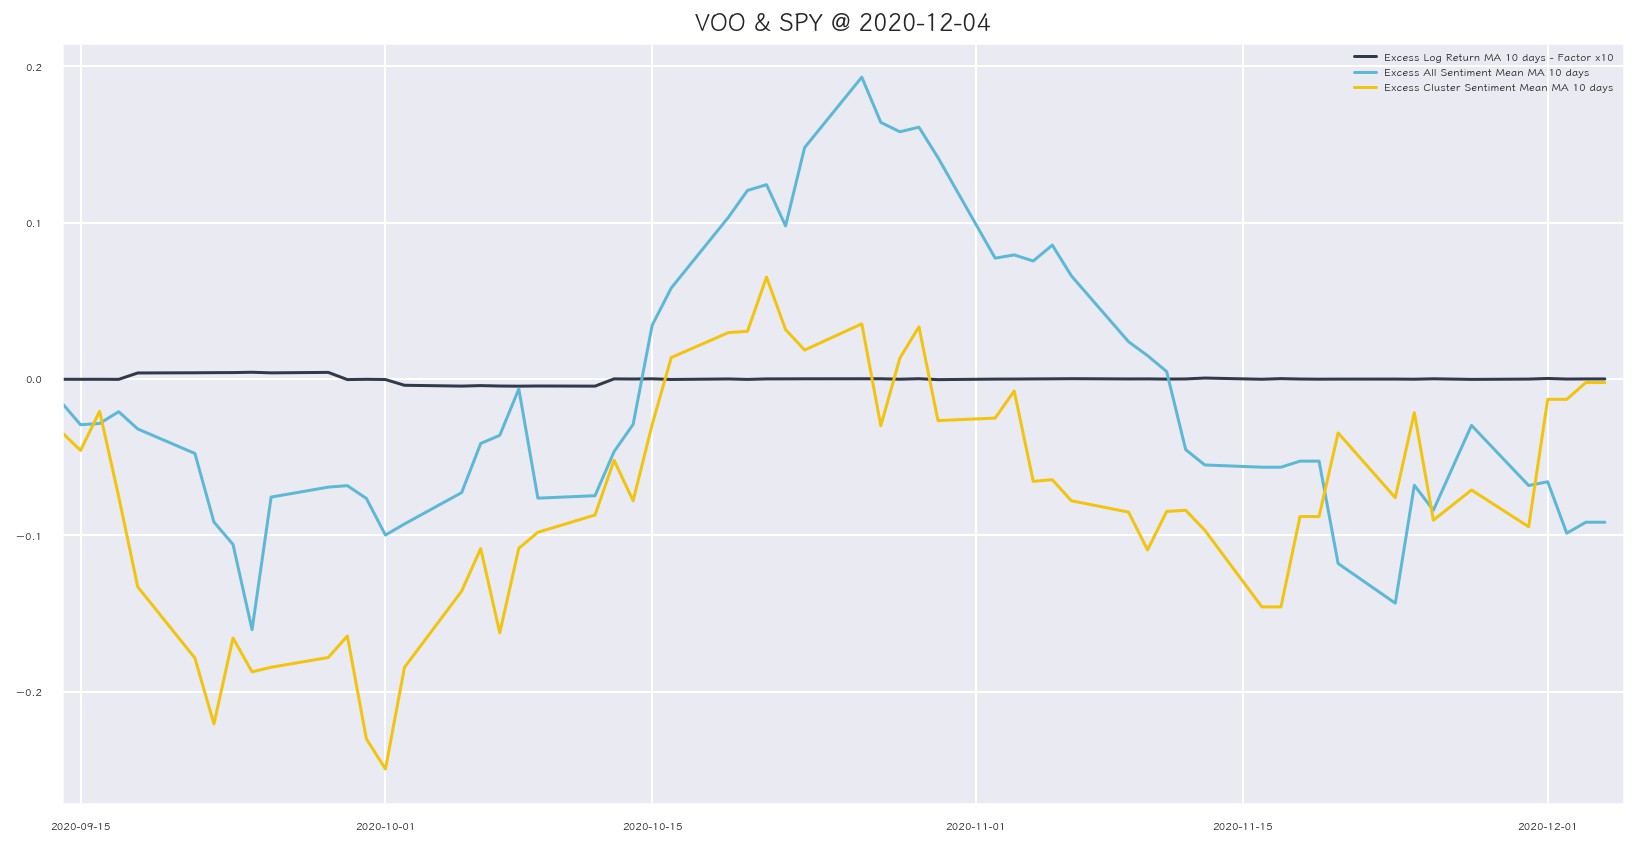 VOO & SPY @ 2020-12-04
Excess Log Return MA 10 days - Factor x10
Excess All Sentiment Mean MA 10 days
Excess Cluster Sentiment Mean MA 10 days
0.2
0.1
0.0
−0.1
−0.2
2020-09-15 2020-10-01 2020-10-15 2020-11-01 2020-11-15 2020-12-01